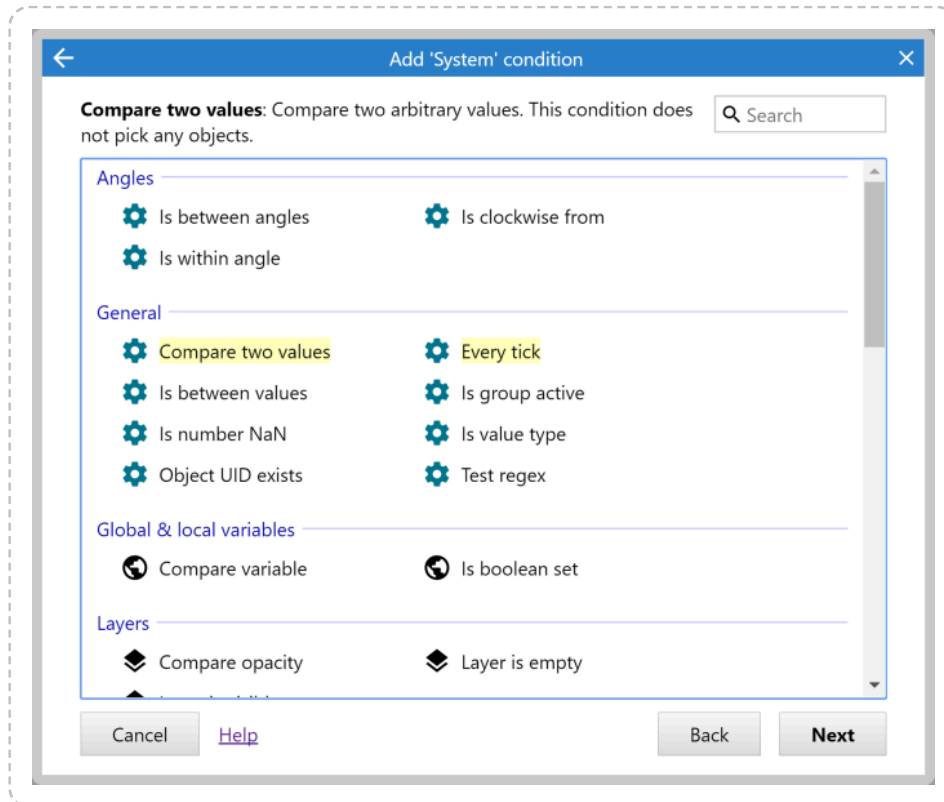 Add 'System' condition
Compare two values: Compare two arbitrary values. This condition does
not pick any objects.
Search
Angles
Is between angles
Is clockwise from
Is within angle
General
Compare two values
Every tick
Is between values
Is group active
Is number NaN
Is value type
Object UID exists
Test regex
Global & local variables
Compare variable
Is boolean set
Layers
Compare opacity
Layer is empty
Cancel
Help
Back
Next